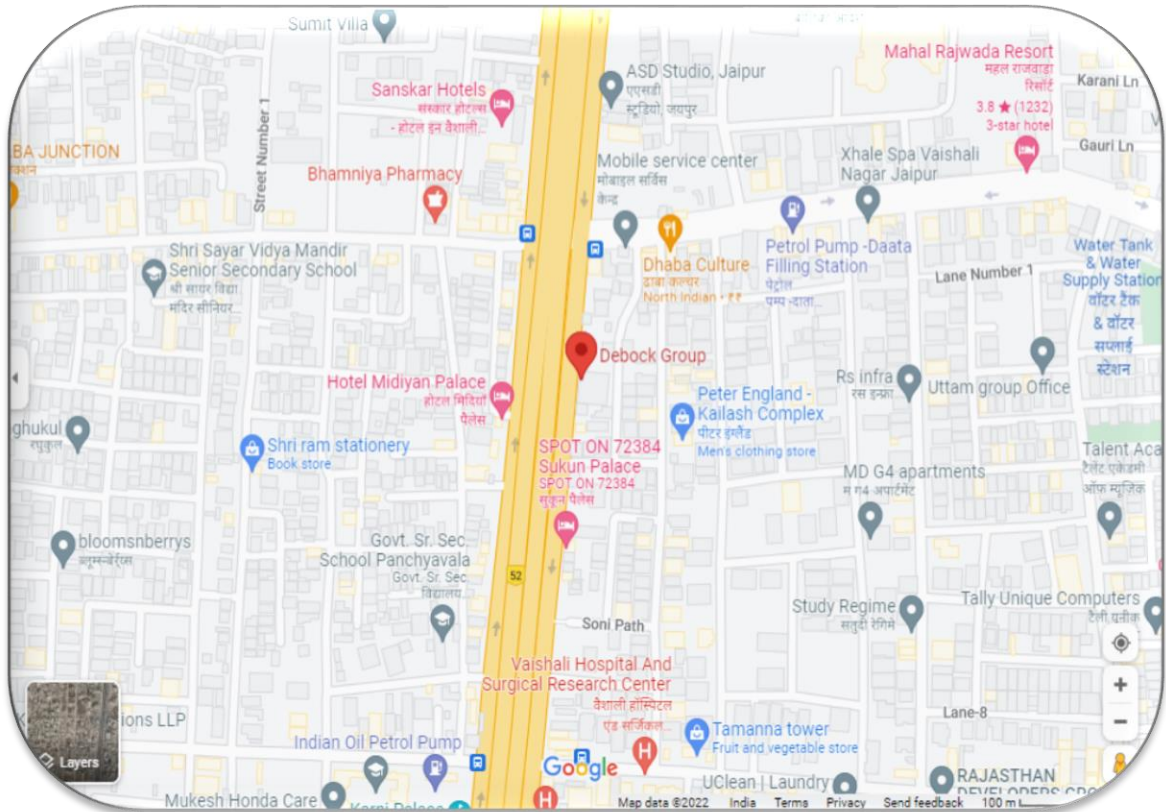 Sumit Villa
ASD Studio, Jaipur
एएसडी
स्टूडियो, जयपुर
Mahal Rajwada Resort
महल राजवाडा
रिसॉर्ट
3.8 ★ (1232)
3-star hotel
Karani Ln
Gauri Ln
Sanskar Hotels
संस्कार होटल्स
- होटल इन वैशाली...
BA JUNCTION
Street Number 1
Bhamniya Pharmacy
Mobile service center
मोबाइल सर्विस
केन्द्र
Xhale Spa Vaishali
Nagar Jaipur
Shri Sayar Vidya Mandir
Senior Secondary School
श्री सायर विद्या
मंदिर सीनियर...
Dhaba Culture
ढाबा कल्चर
North Indian • ₹₹
Petrol Pump -Daata
Filling Station
पेट्रोल
पम्प -दाता...
Lane Number 1
Water Tank
& Water
Supply Station
वॉटर टैंक
& वॉटर
सप्लाई
स्टेशन
Debock Group
Hotel Midiyan Palace
होटल मिदियाँ
पैलेस
Rs infra
रस इन्फ्रा
Uttam group Office
Peter England -
Kailash Complex
पीटर इंग्लैंड
Men's clothing store
ghukul
रघुकुल
Shri ram stationery
Book store
SPOT ON 72384
Sukun Palace
SPOT ON 72384
सुकून पैलेस
MD G4 apartments
म ग4 अपार्टमेंट
Talent Aca
टैलेंट एकेडमी
ऑफ म्यूजिक
bloomsnberrys
ब्लूम्स्नबेर्रीएस
Govt. Sr. Sec.
School Panchyavala
Govt. Sr. Sec.
विद्यालय...
52
Soni Path
Study Regime
सतुदी रेगिमे
Tally Unique Computers
टैली यूनीक
Vaishali Hospital And
Surgical Research Center
वैशाली हॉस्पिटल
एंड सर्जिकल...
Lane-8
ions LLP
Layers
Indian Oil Petrol Pump
Tamanna tower
Fruit and vegetable store
Google
UClean | Laundry
RAJASTHAN
DEVELOPERS GRO
Mukesh Honda Care
Karni Palace
Map data ©2022 India Terms Privacy Send feedback 100 m